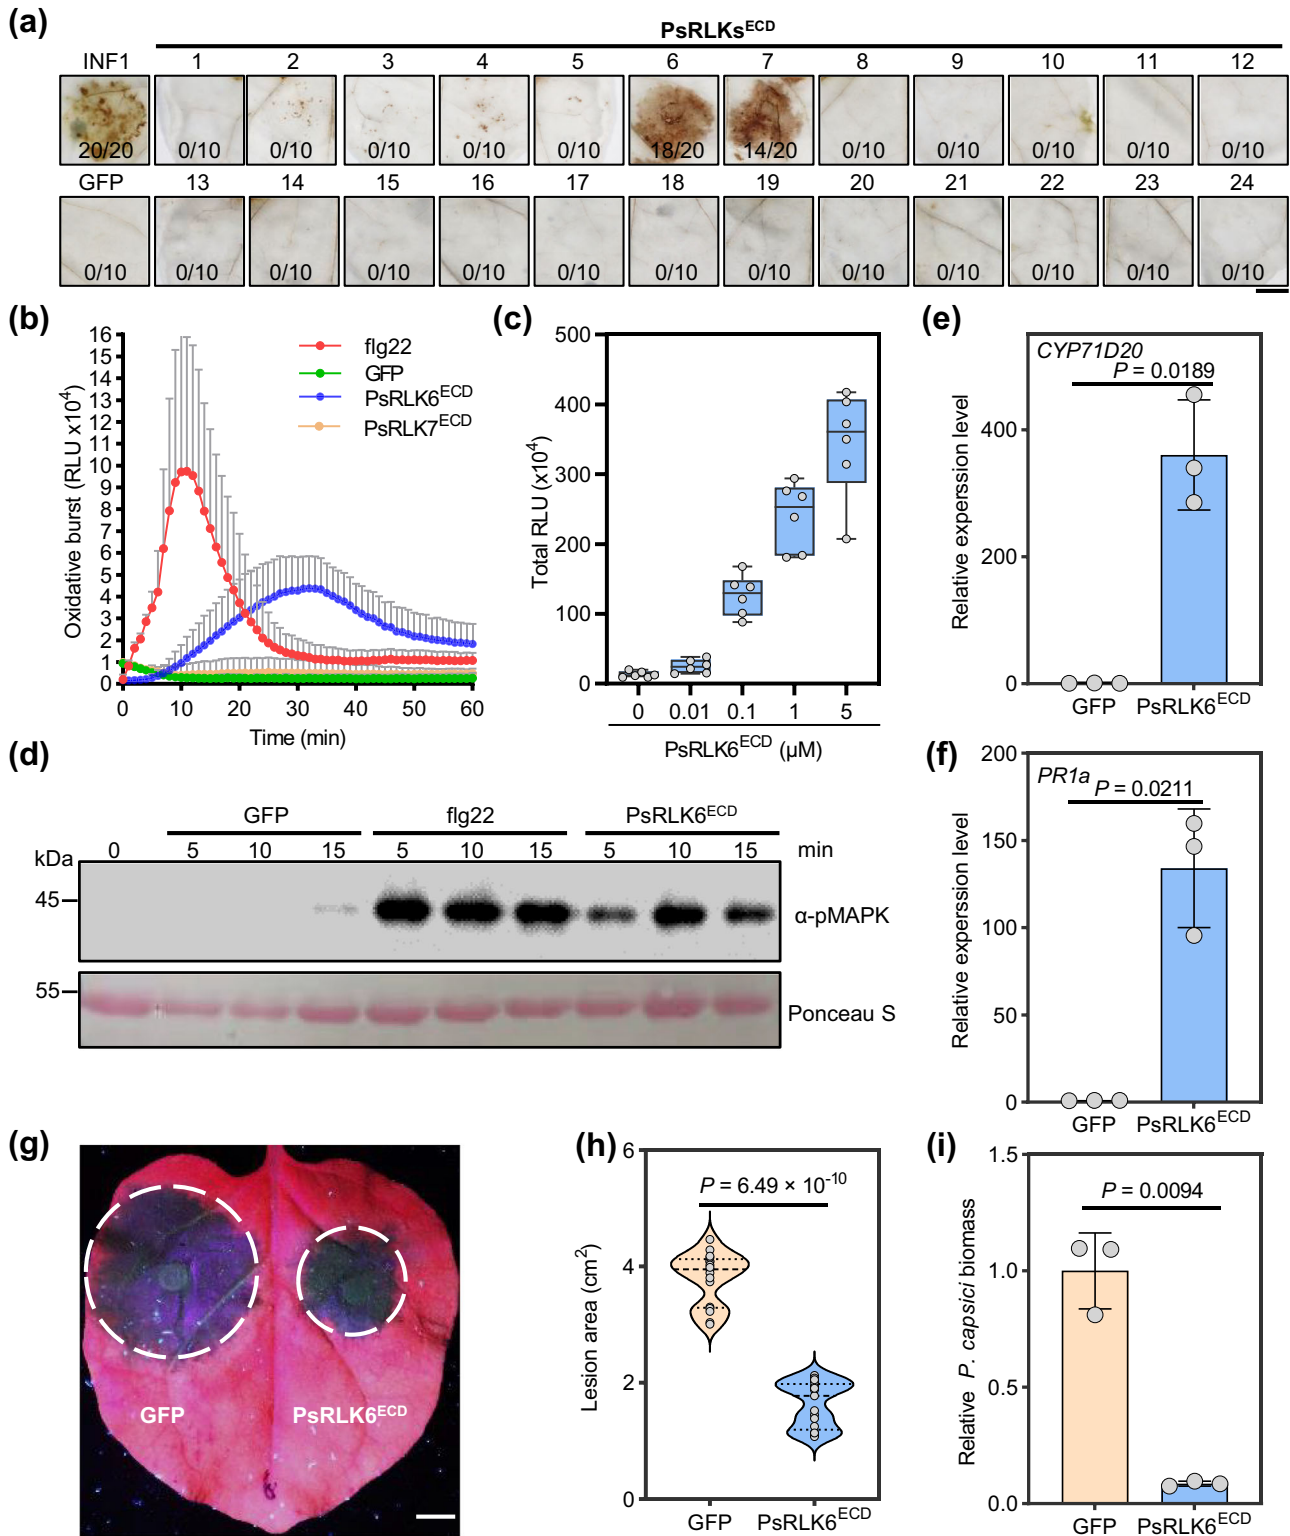 (a)
PsRLKs^ECD
INF1 1 2 3 4 5 6 7 8 9 10 11 12
20/20 0/10 0/10 0/10 0/10 0/10 18/20 14/20 0/10 0/10 0/10 0/10 0/10
GFP 13 14 15 16 17 18 19 20 21 22 23 24
0/10 0/10 0/10 0/10 0/10 0/10 0/10 0/10 0/10 0/10 0/10 0/10 0/10
(b)
Oxidative burst (RLU x10^4)
16
15
14
13
12
11
10
9
8
7
6
5
4
3
2
1
0
flg22
GFP
PsRLK6^ECD
PsRLK7^ECD
0 10 20 30 40 50 60
Time (min)
(c)
Total RLU (x10^4)
500
400
300
200
100
0
0 0.01 0.1 1 5
PsRLK6^ECD (µM)
(e)
CYP71D20
P = 0.0189
Relative experssion level
400
200
0
GFP PsRLK6^ECD
(d)
GFP flg22 PsRLK6^ECD
kDa 0 5 10 15 5 10 15 5 10 15 min
45
α-pMAPK
55
Ponceau S
(f)
PR1a
P = 0.0211
Relative experssion level
200
150
100
50
0
GFP PsRLK6^ECD
(g)
GFP PsRLK6^ECD
(h)
P = 6.49 × 10^-10
Lesion area (cm^2)
6
4
2
0
GFP PsRLK6^ECD
(i)
P = 0.0094
Relative P. capsici biomass
1.5
1.0
0.5
0.0
GFP PsRLK6^ECD